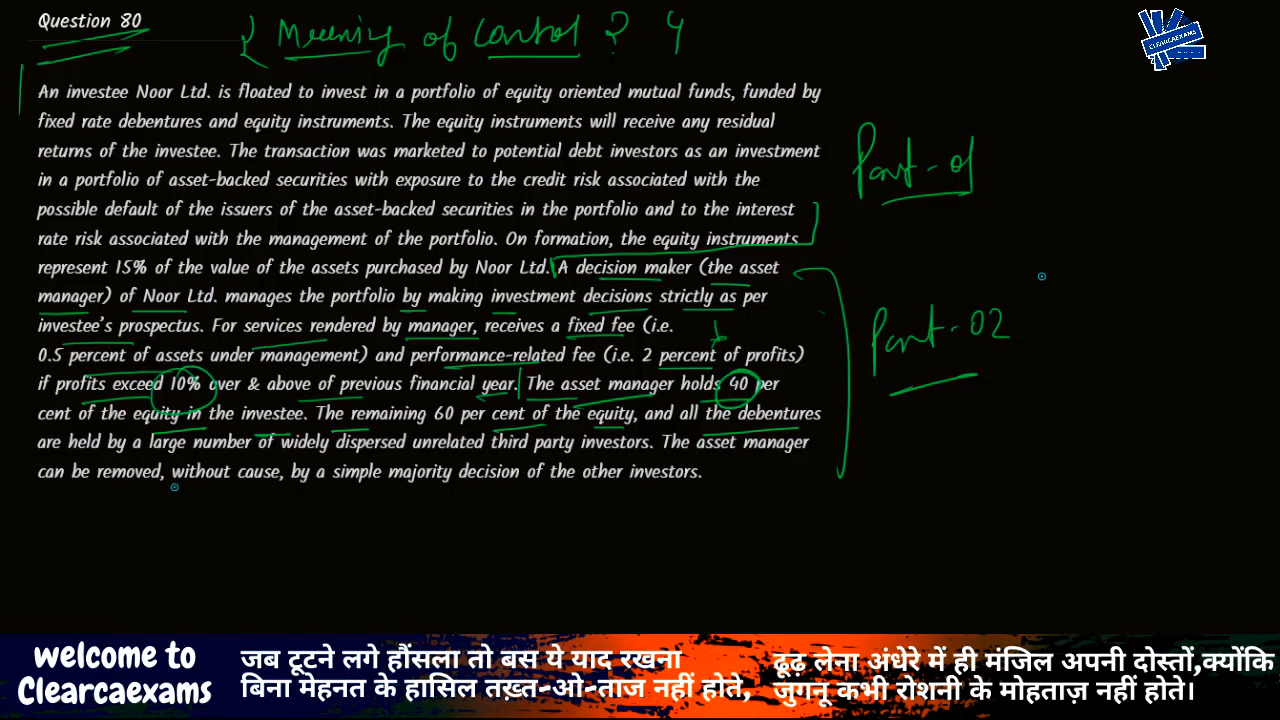 Question 80
{ Meaning of Control ? }
CLEARCAEXAMS
An investee Noor Ltd. is floated to invest in a portfolio of equity oriented mutual funds, funded by
fixed rate debentures and equity instruments. The equity instruments will receive any residual
returns of the investee. The transaction was marketed to potential debt investors as an investment
in a portfolio of asset-backed securities with exposure to the credit risk associated with the
possible default of the issuers of the asset-backed securities in the portfolio and to the interest
rate risk associated with the management of the portfolio. On formation, the equity instruments
represent 15% of the value of the assets purchased by Noor Ltd. A decision maker (the asset
manager) of Noor Ltd. manages the portfolio by making investment decisions strictly as per
investee's prospectus. For services rendered by manager, receives a fixed fee (i.e.
0.5 percent of assets under management) and performance-related fee (i.e. 2 percent of profits)
if profits exceed 10% over & above of previous financial year. The asset manager holds 40 per
cent of the equity in the investee. The remaining 60 per cent of the equity, and all the debentures
are held by a large number of widely dispersed unrelated third party investors. The asset manager
can be removed, without cause, by a simple majority decision of the other investors.
Part-01
Part-02
welcome to
Clearcaexams
जब टूटने लगे हौंसला तो बस ये याद रखना
बिना मेहनत के हासिल तख़्त-ओ-ताज नहीं होते,
ढूढ़ लेना अंधेरे में ही मंजिल अपनी दोस्तों,क्योंकि
जुगनू कभी रोशनी के मोहताज़ नहीं होते।